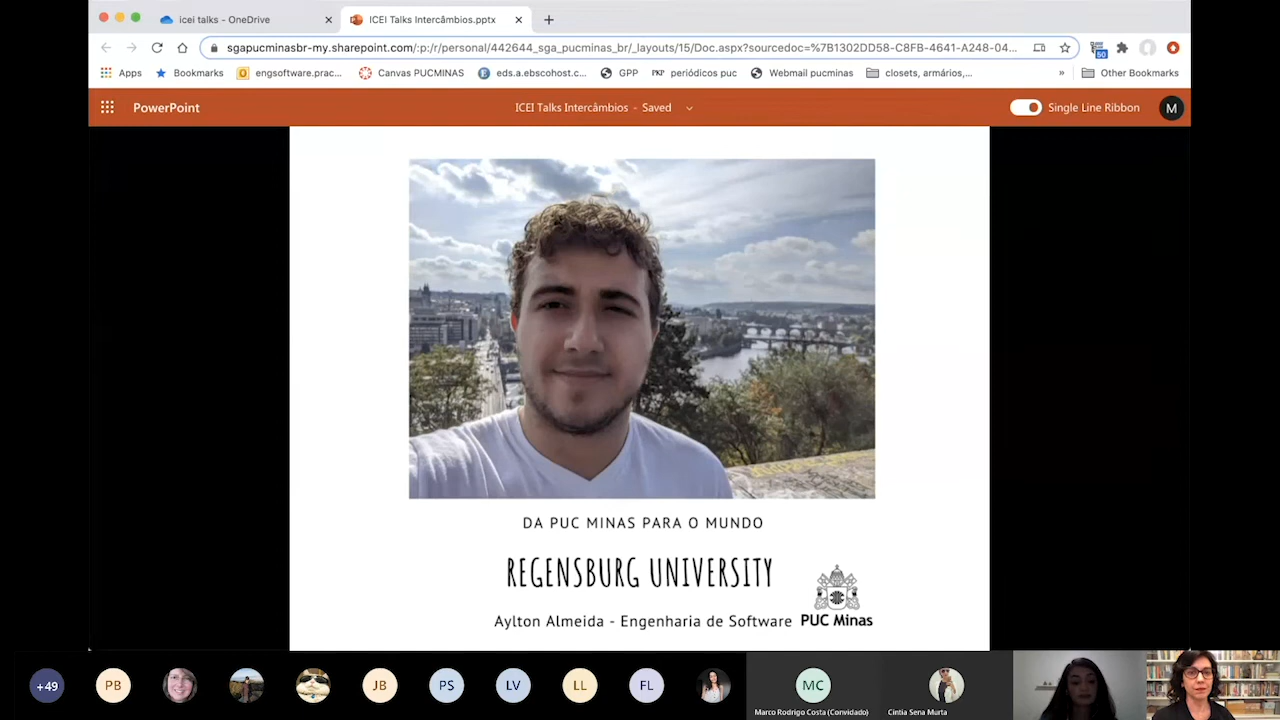 icei talks - OneDrive
ICEI Talks Intercâmbios.pptx
sgapucminasbr-my.sharepoint.com/:p:/r/personal/442644_sga_pucminas_br/_layouts/15/Doc.aspx?sourcedoc=%7B1302DD58-C8FB-4641-A248-04...
50
Apps
Bookmarks
engsoftware.prac...
Canvas PUCMINAS
eds.a.ebscohost.c...
GPP
PKP periódicos puc
Webmail pucminas
closets, armários,...
»
Other Bookmarks
PowerPoint
ICEI Talks Intercâmbios - Saved
Single Line Ribbon
M
DA PUC MINAS PARA O MUNDO
REGENSBURG UNIVERSITY
Aylton Almeida - Engenharia de Software
PUC Minas
+49
PB
JB
PS
LV
LL
FL
MC
Marco Rodrigo Costa (Convidado)
Cintia Sena Murta